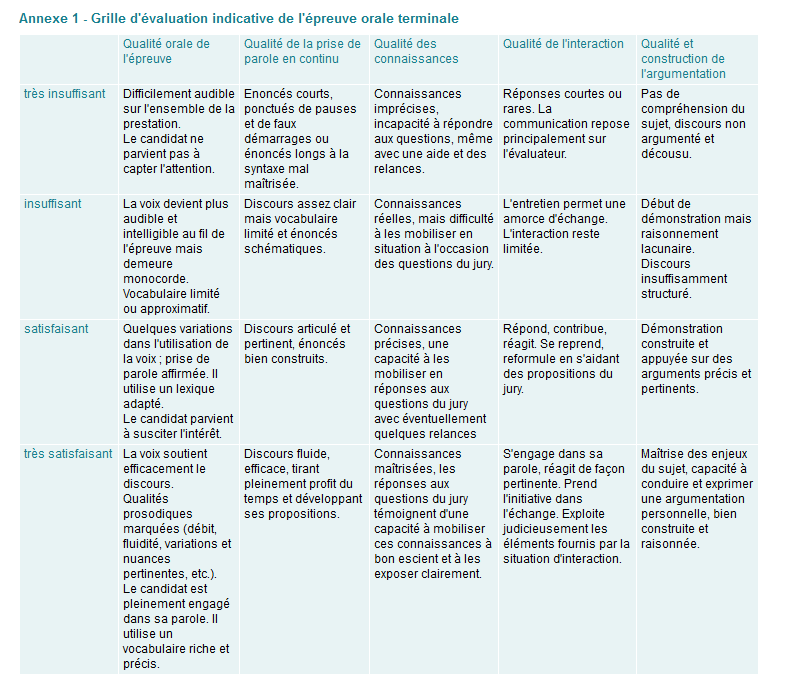 Annexe 1 - Grille d'évaluation indicative de l'épreuve orale terminale
Qualité orale de
l'épreuve
Qualité de la prise de
parole en continu
Qualité des
connaissances
Qualité de l'interaction
Qualité et
construction de
l'argumentation
très insuffisant
Difficilement audible
sur l'ensemble de la
prestation.
Le candidat ne
parvient pas à
capter l'attention.
Enoncés courts,
ponctués de pauses
et de faux
démarrages ou
énoncés longs à la
syntaxe mal
maîtrisée.
Connaissances
imprécises,
incapacité à répondre
aux questions, même
avec une aide et des
relances.
Réponses courtes ou
rares. La
communication repose
principalement sur
l'évaluateur.
Pas de
compréhension du
sujet, discours non
argumenté et
décousu.
insuffisant
La voix devient plus
audible et
intelligible au fil de
l'épreuve mais
demeure
monocorde.
Vocabulaire limité
ou approximatif.
Discours assez clair
mais vocabulaire
limité et énoncés
schématiques.
Connaissances
réelles, mais difficulté
à les mobiliser en
situation à l'occasion
des questions du jury.
L'entretien permet une
amorce d'échange.
L'interaction reste
limitée.
Début de
démonstration mais
raisonnement
lacunaire.
Discours
insuffisamment
structuré.
satisfaisant
Quelques variations
dans l'utilisation de
la voix ; prise de
parole affirmée. Il
utilise un lexique
adapté.
Le candidat parvient
à susciter l'intérêt.
Discours articulé et
pertinent, énoncés
bien construits.
Connaissances
précises, une
capacité à les
mobiliser en
réponses aux
questions du jury
avec éventuellement
quelques relances
Répond, contribue,
réagit. Se reprend,
reformule en s'aidant
des propositions du
jury.
Démonstration
construite et
appuyée sur des
arguments précis et
pertinents.
très satisfaisant
La voix soutient
efficacement le
discours.
Qualités
prosodiques
marquées (débit,
fluidité, variations et
nuances
pertinentes, etc.).
Le candidat est
pleinement engagé
dans sa parole. Il
utilise un
vocabulaire riche et
précis.
Discours fluide,
efficace, tirant
pleinement profit du
temps et développant
ses propositions.
Connaissances
maîtrisées, les
réponses aux
questions du jury
témoignent d'une
capacité à mobiliser
ces connaissances à
bon escient et à les
exposer clairement.
S'engage dans sa
parole, réagit de façon
pertinente. Prend
l'initiative dans
l'échange. Exploite
judicieusement les
éléments fournis par la
situation d'interaction.
Maîtrise des enjeux
du sujet, capacité à
conduire et exprimer
une argumentation
personnelle, bien
construite et
raisonnée.